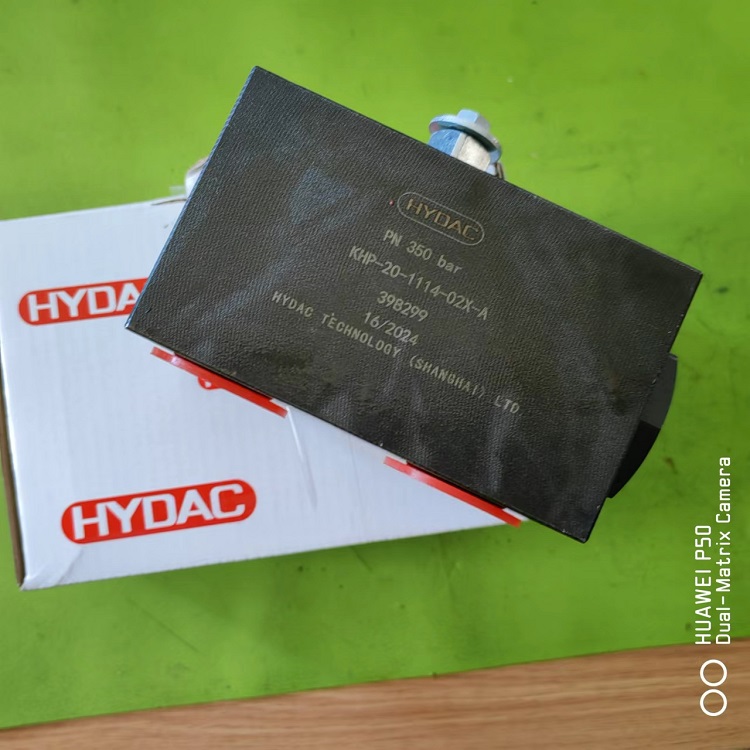 HYDAC
PN 350 bar
KHP-20-1114-02X-A
398299
16/2024
HYDAC TECHNOLOGY (SHANGHAI) LTD.
HYDA
HYDAC
HUAWEI P50
Dual-Matrix Camera